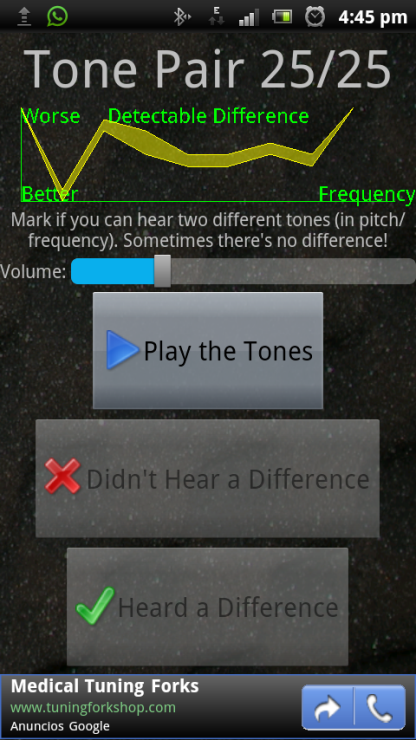 E
4:45 pm
Tone Pair 25/25
Worse Detectable Difference
Better Frequency
Mark if you can hear two different tones (in pitch/
frequency). Sometimes there's no difference!
Volume:
Play the Tones
Didn't Hear a Difference
Heard a Difference
Medical Tuning Forks
www.tuningforkshop.com
Anuncios Google